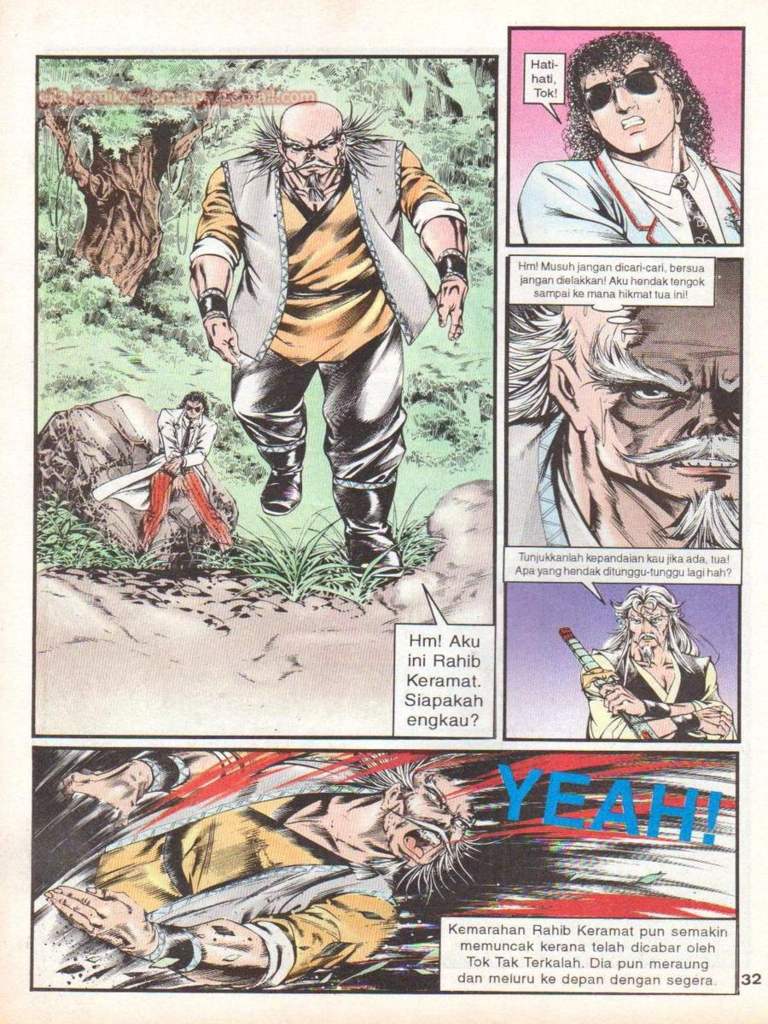 Hm! Aku
ini Rahib
Keramat.
Siapakah
engkau?
Hati-
hati,
Tok!
Hm! Musuh jangan dicari-cari, bersua
jangan dielakkan! Aku hendak tengok
sampai ke mana hikmat tua ini!
Tunjukkanlah kepandaian kau jika ada, tua!
Apa yang hendak ditunggu-tunggu lagi hah?
YEAH!
Kemarahan Rahib Keramat pun semakin
memuncak kerana telah dicabar oleh
Tok Tak Terkalah. Dia pun meraung
dan meluru ke depan dengan segera.
32